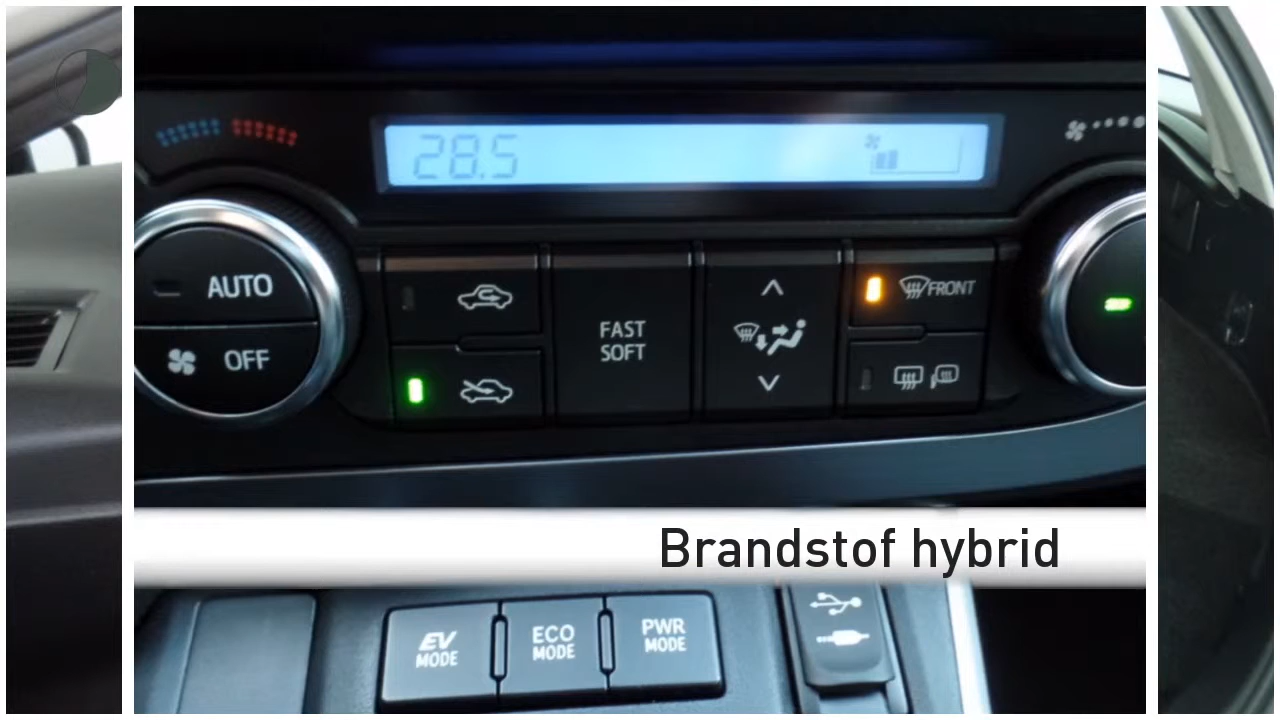 28.5
AUTO
OFF
FAST
SOFT
FRONT
Brandstof hybrid
EV
MODE
ECO
MODE
PWR
MODE